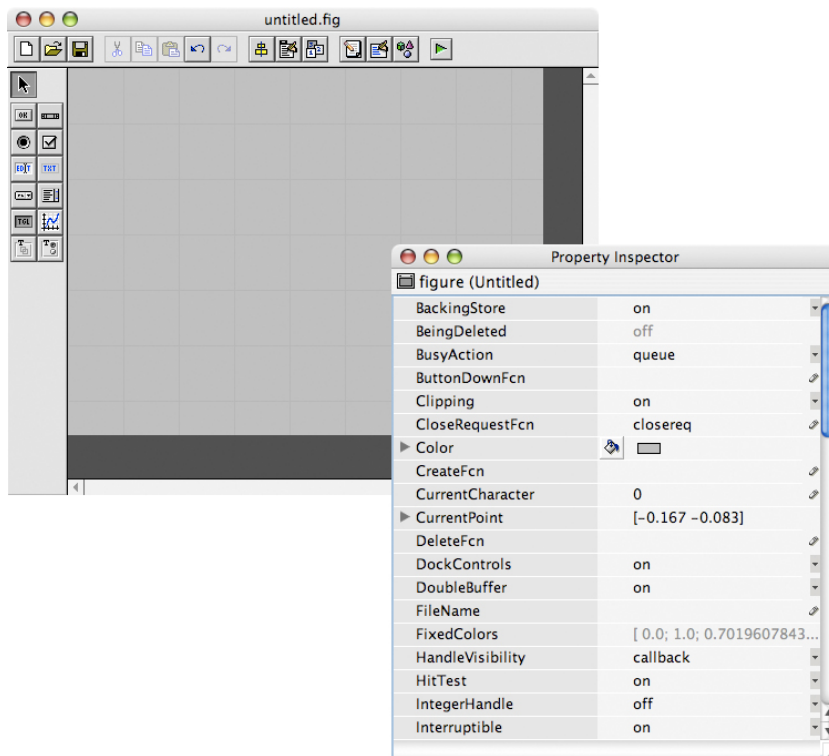 untitled.fig
OK
EDIT TXT
TGL
Property Inspector
figure (Untitled)
BackingStore on
BeingDeleted off
BusyAction queue
ButtonDownFcn
Clipping on
CloseRequestFcn closereq
Color
CreateFcn
CurrentCharacter 0
CurrentPoint [−0.167 −0.083]
DeleteFcn
DockControls on
DoubleBuffer on
FileName
FixedColors [ 0.0; 1.0; 0.7019607843...
HandleVisibility callback
HitTest on
IntegerHandle off
Interruptible on